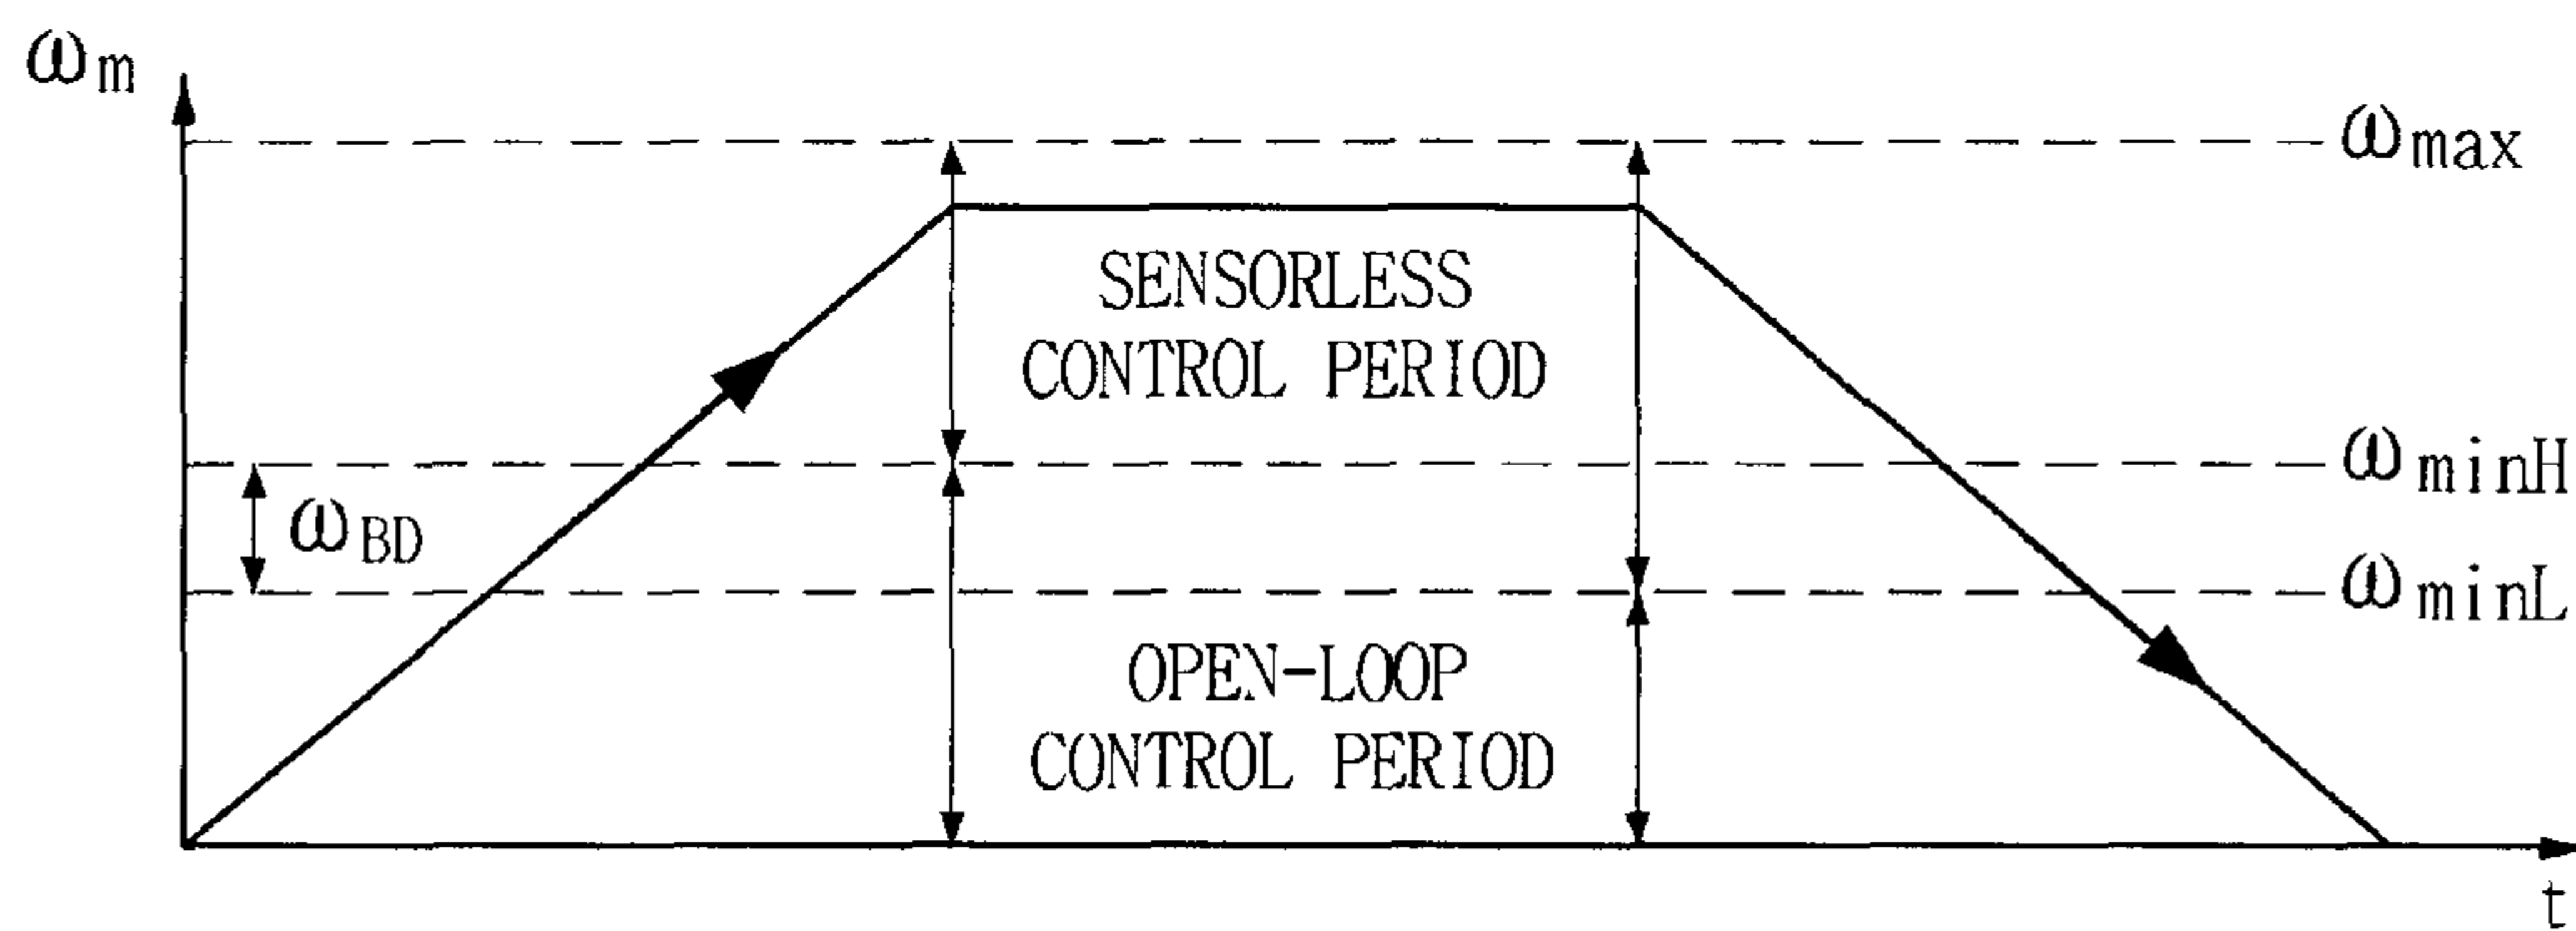 ωm
ωmax
SENSORLESS
CONTROL PERIOD
ωminH
ωBD
ωminL
OPEN-LOOP
CONTROL PERIOD
t